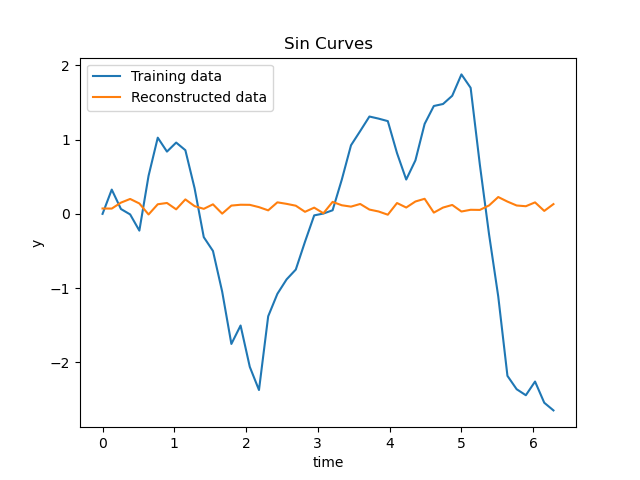 Sin Curves
Training data
Reconstructed data
2
1
0
−1
−2
y
0 1 2 3 4 5 6
time